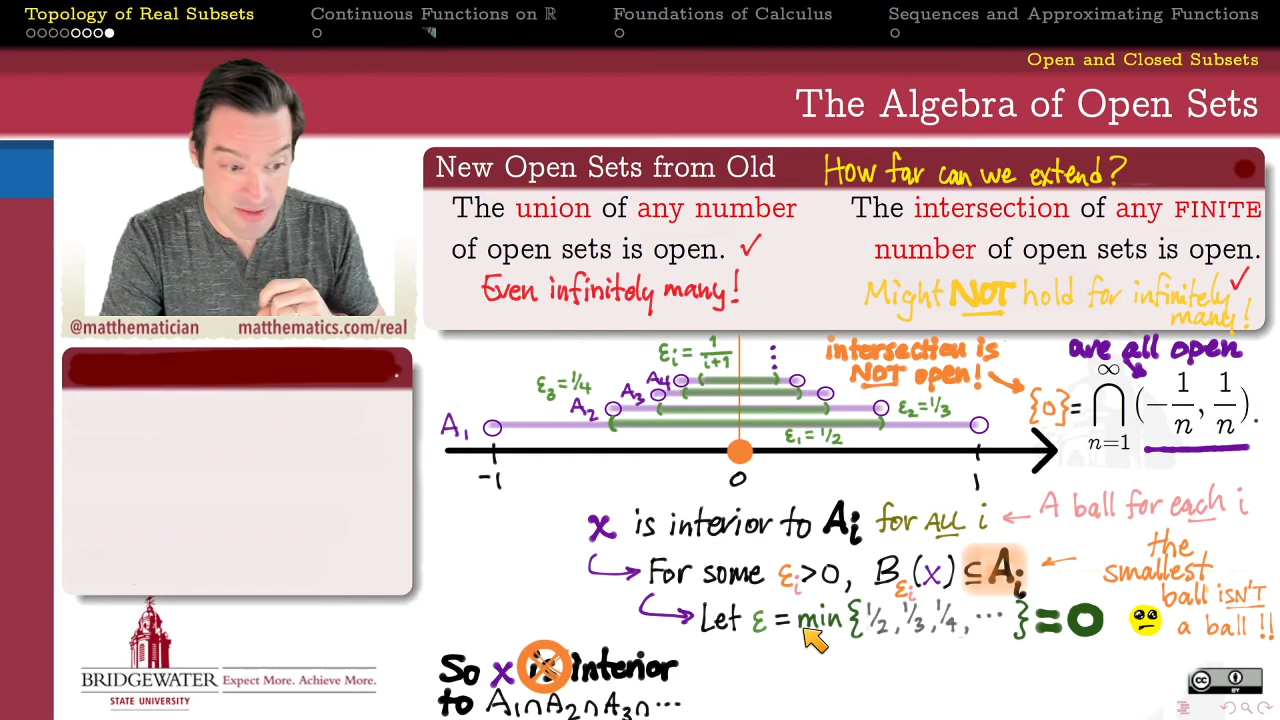 Topology of Real Subsets
Continuous Functions on ℝ
Foundations of Calculus
Sequences and Approximating Functions
Open and Closed Subsets
The Algebra of Open Sets
New Open Sets from Old
How far can we extend?
The union of any number
of open sets is open. ✓
Even infinitely many!
The intersection of any FINITE
number of open sets is open.
✓
Might NOT hold for infinitely
many!
@matthematician matthematics.com/real
εᵢ = 1/(i+1)
⋮
ε₃ = 1/4
A₄
A₃
A₂
ε₂ = 1/3
A₁
ε₁ = 1/2
-1 0 1
intersection is
NOT open!
are all open
{0} = ⋂_{n=1}^{∞} (-1/n, 1/n).
x is interior to Aᵢ for ALL i ← A ball for each i
For some εᵢ>0, B_{εᵢ}(x) ⊆ Aᵢ
the
smallest
ball ISN'T
a ball!!
Let ε = min{1/2, 1/3, 1/4, ⋯ } = 0
So x is interior
to A₁∩A₂∩A₃∩⋯
BRIDGEWATER
STATE UNIVERSITY
Expect More. Achieve More.
CC
BY